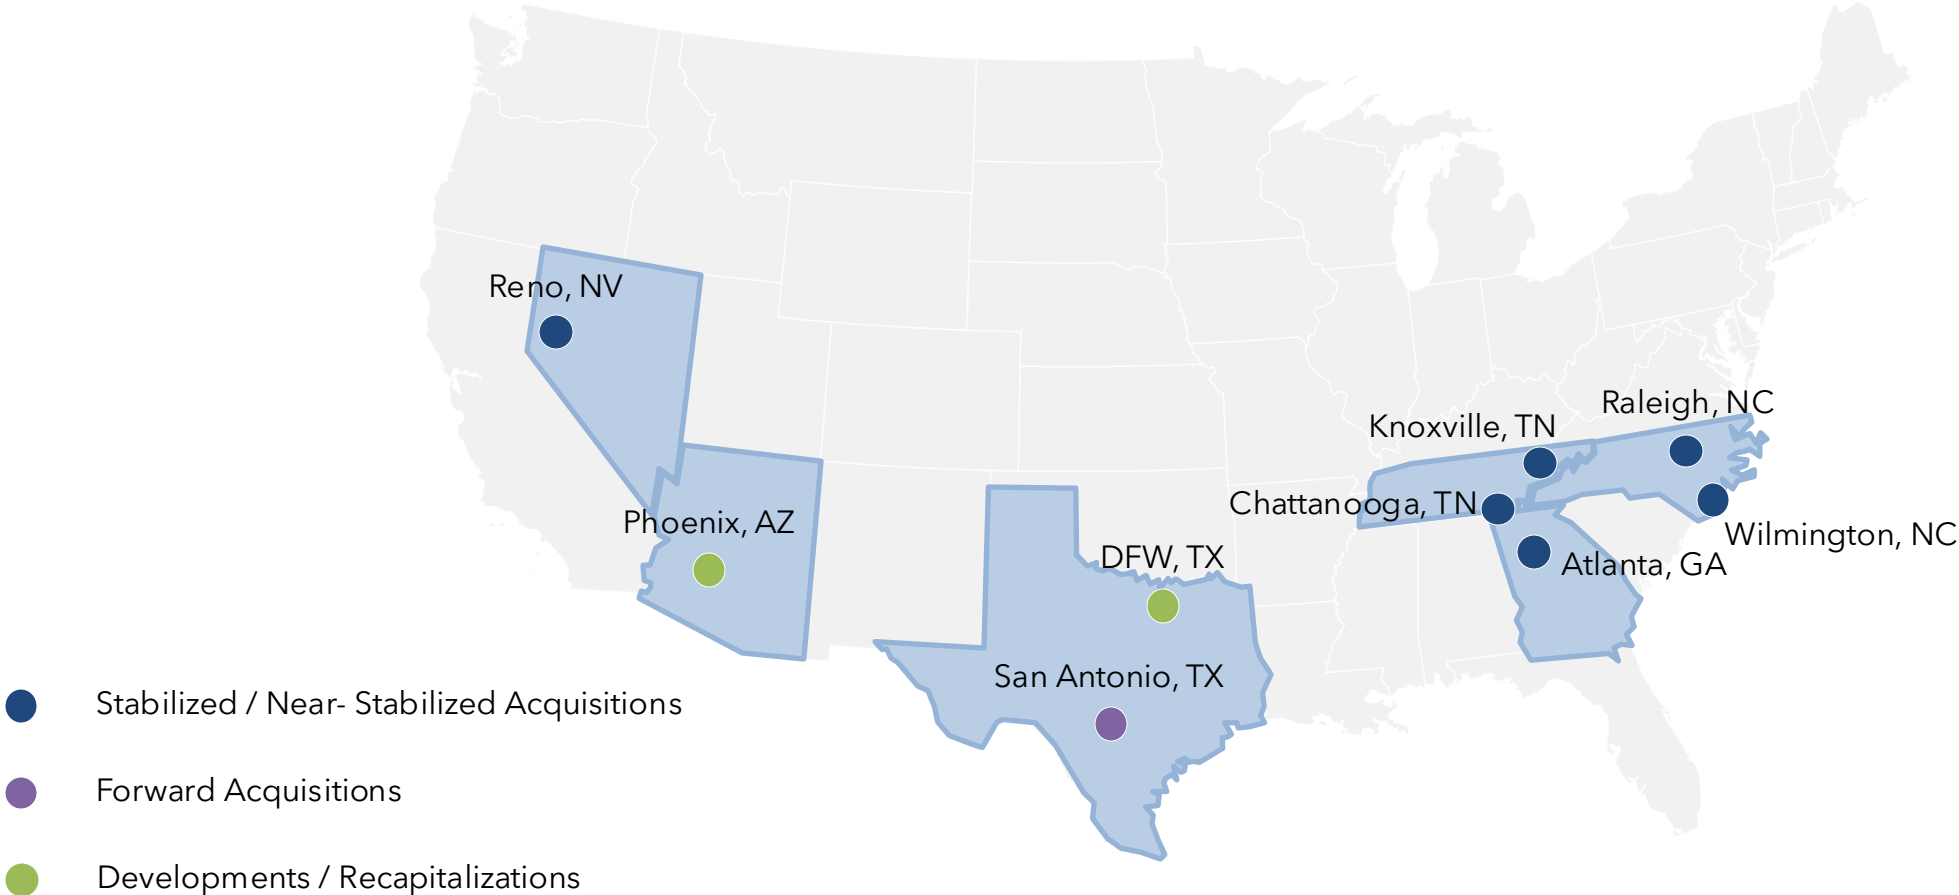 Reno, NV
Raleigh, NC
Knoxville, TN
Chattanooga, TN
Phoenix, AZ
Wilmington, NC
DFW, TX
Atlanta, GA
San Antonio, TX
Stabilized / Near- Stabilized Acquisitions
Forward Acquisitions
Developments / Recapitalizations